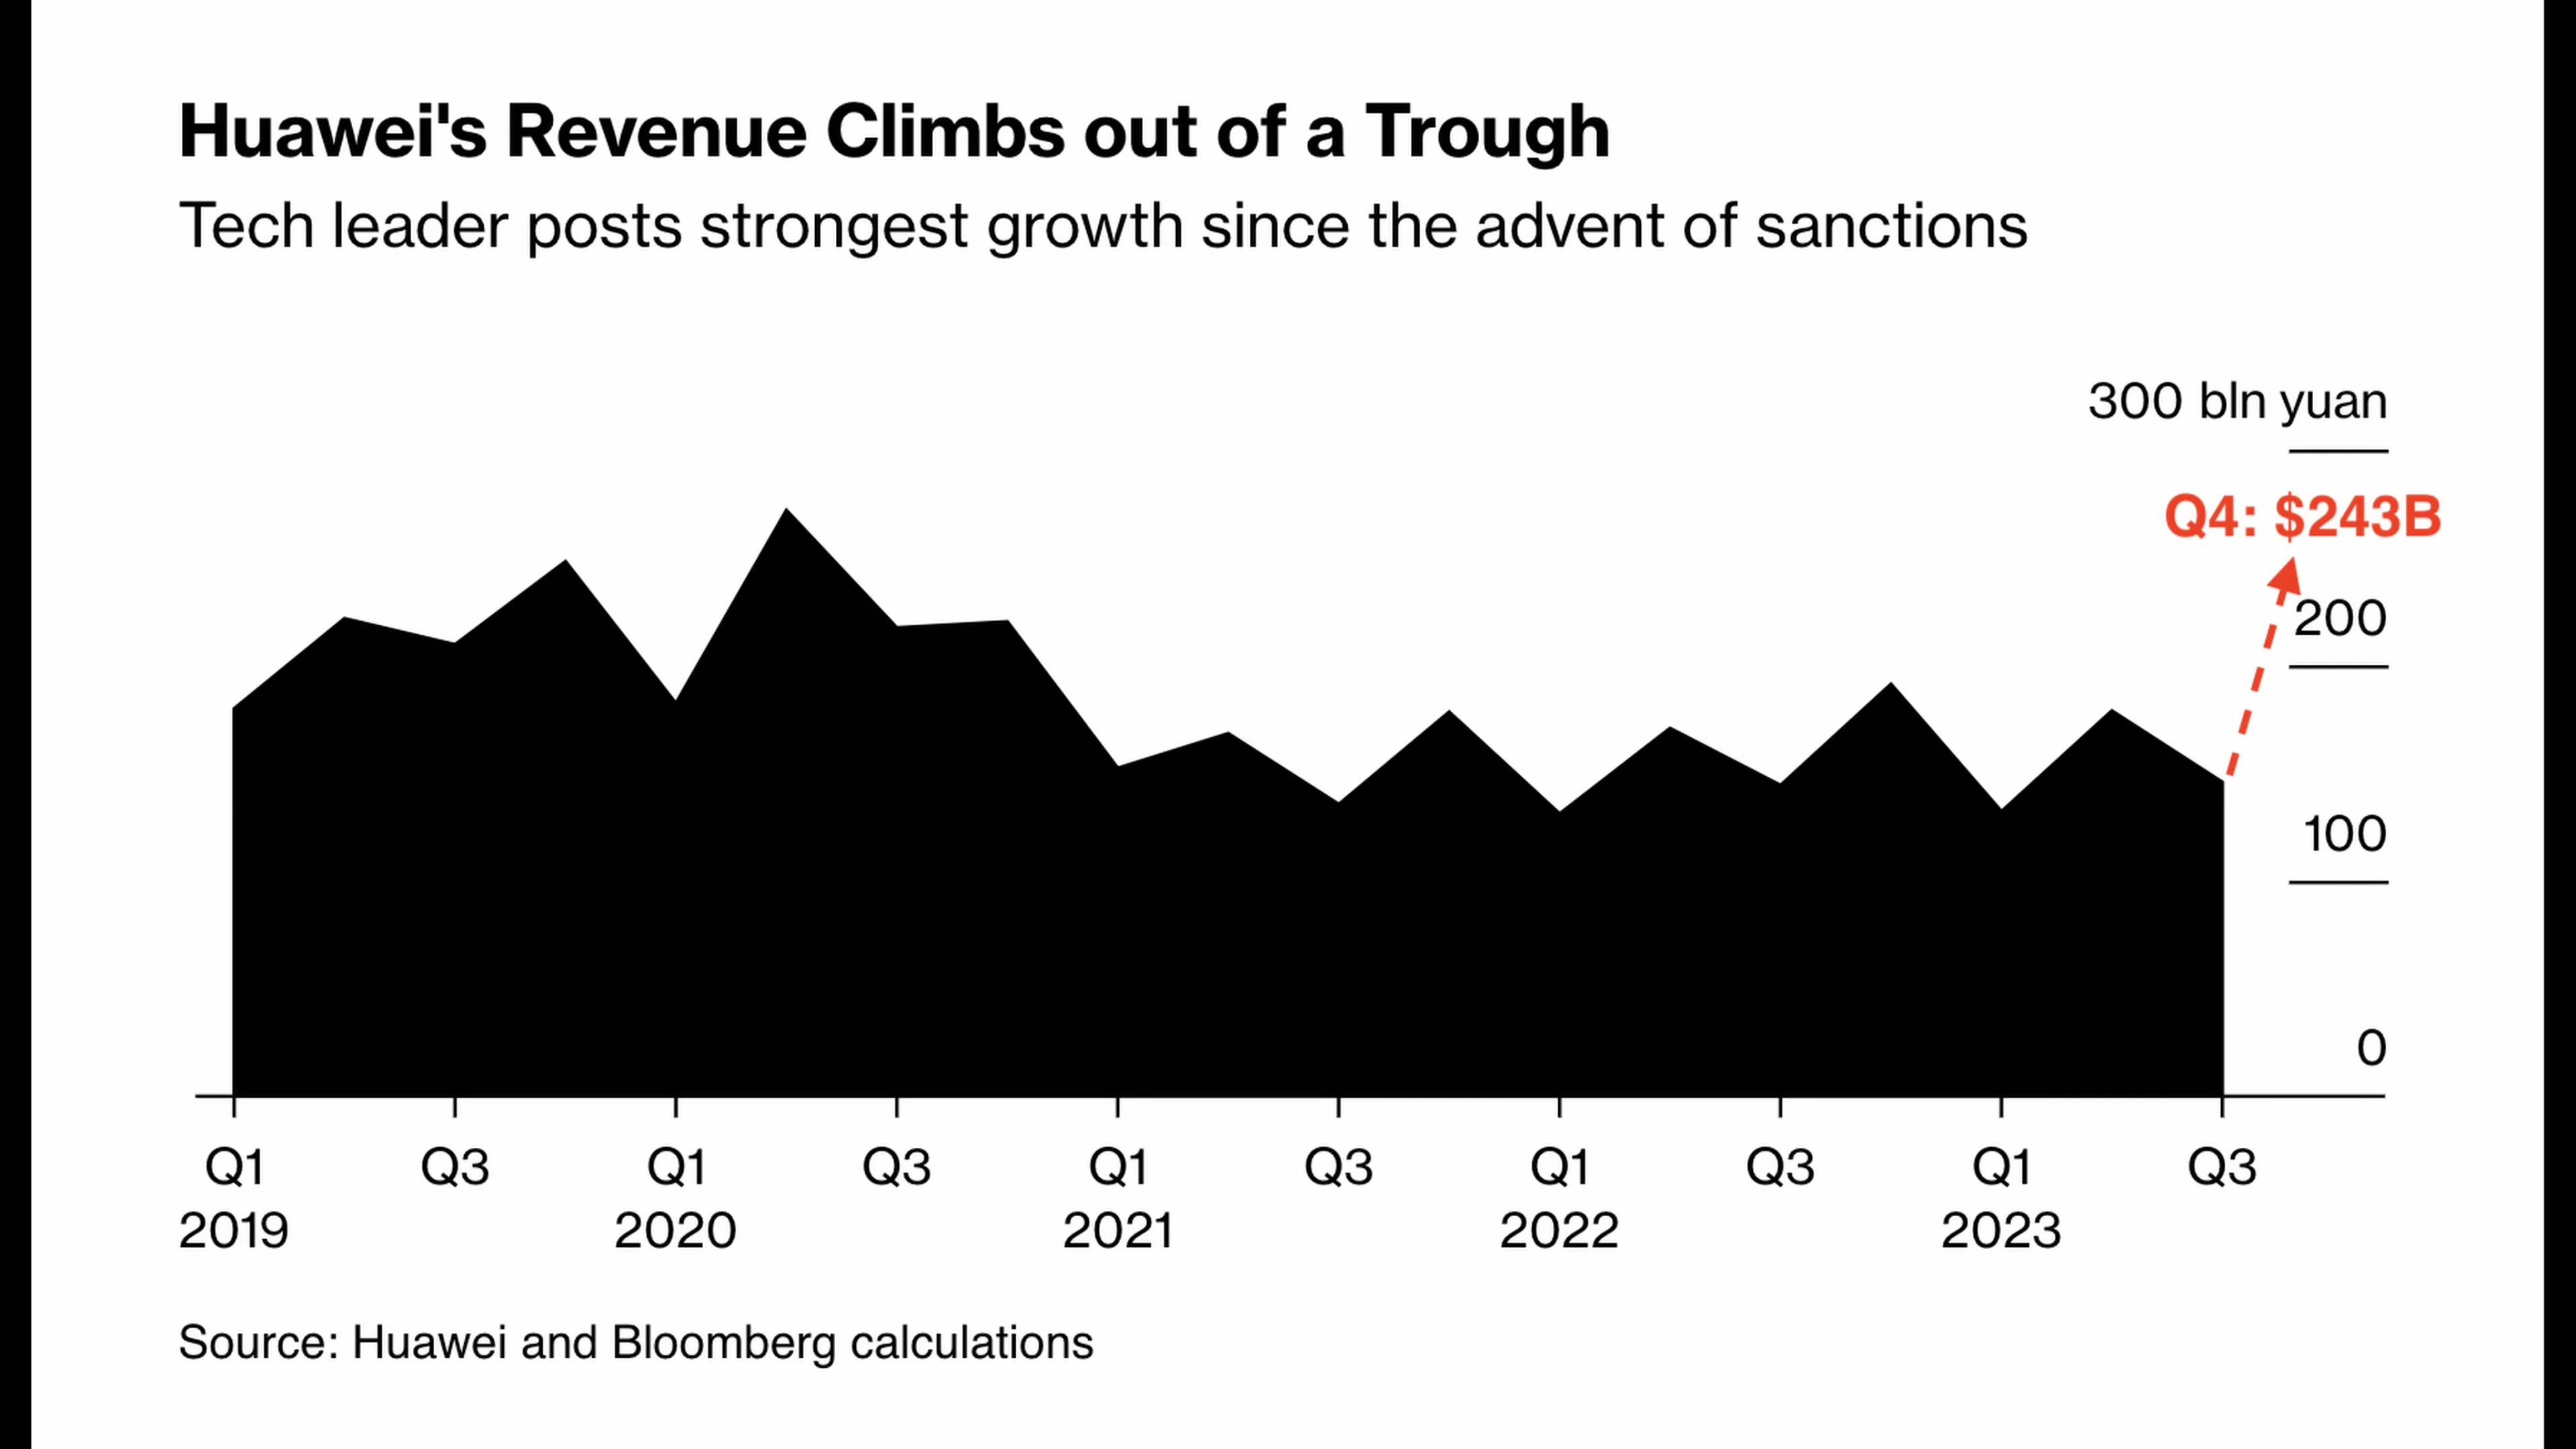 Huawei's Revenue Climbs out of a Trough
Tech leader posts strongest growth since the advent of sanctions
300 bln yuan
Q4: $243B
200
100
0
Q1 Q3 Q1 Q3 Q1 Q3 Q1 Q3 Q1 Q3
2019 2020 2021 2022 2023
Source: Huawei and Bloomberg calculations